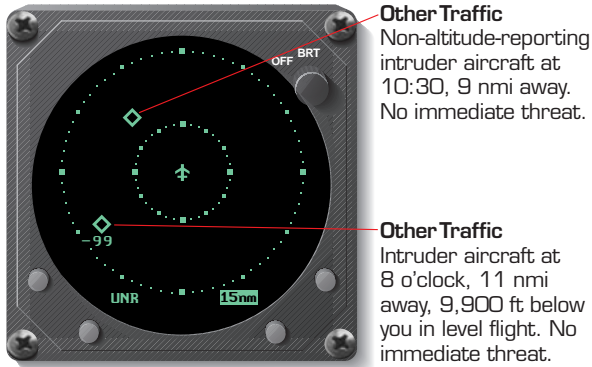 OFF BRT
-99
UNR
15nm
Other Traffic
Non-altitude-reporting
intruder aircraft at
10:30, 9 nmi away.
No immediate threat.
Other Traffic
Intruder aircraft at
8 o’clock, 11 nmi
away, 9,900 ft below
you in level flight. No
immediate threat.